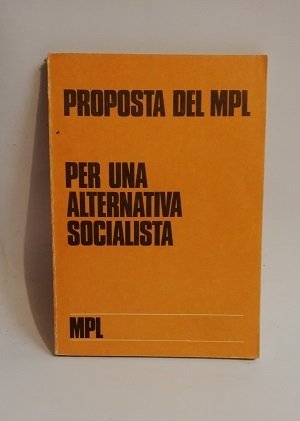 PROPOSTA DEL MPL
PER UNA
ALTERNATIVA
SOCIALISTA
MPL